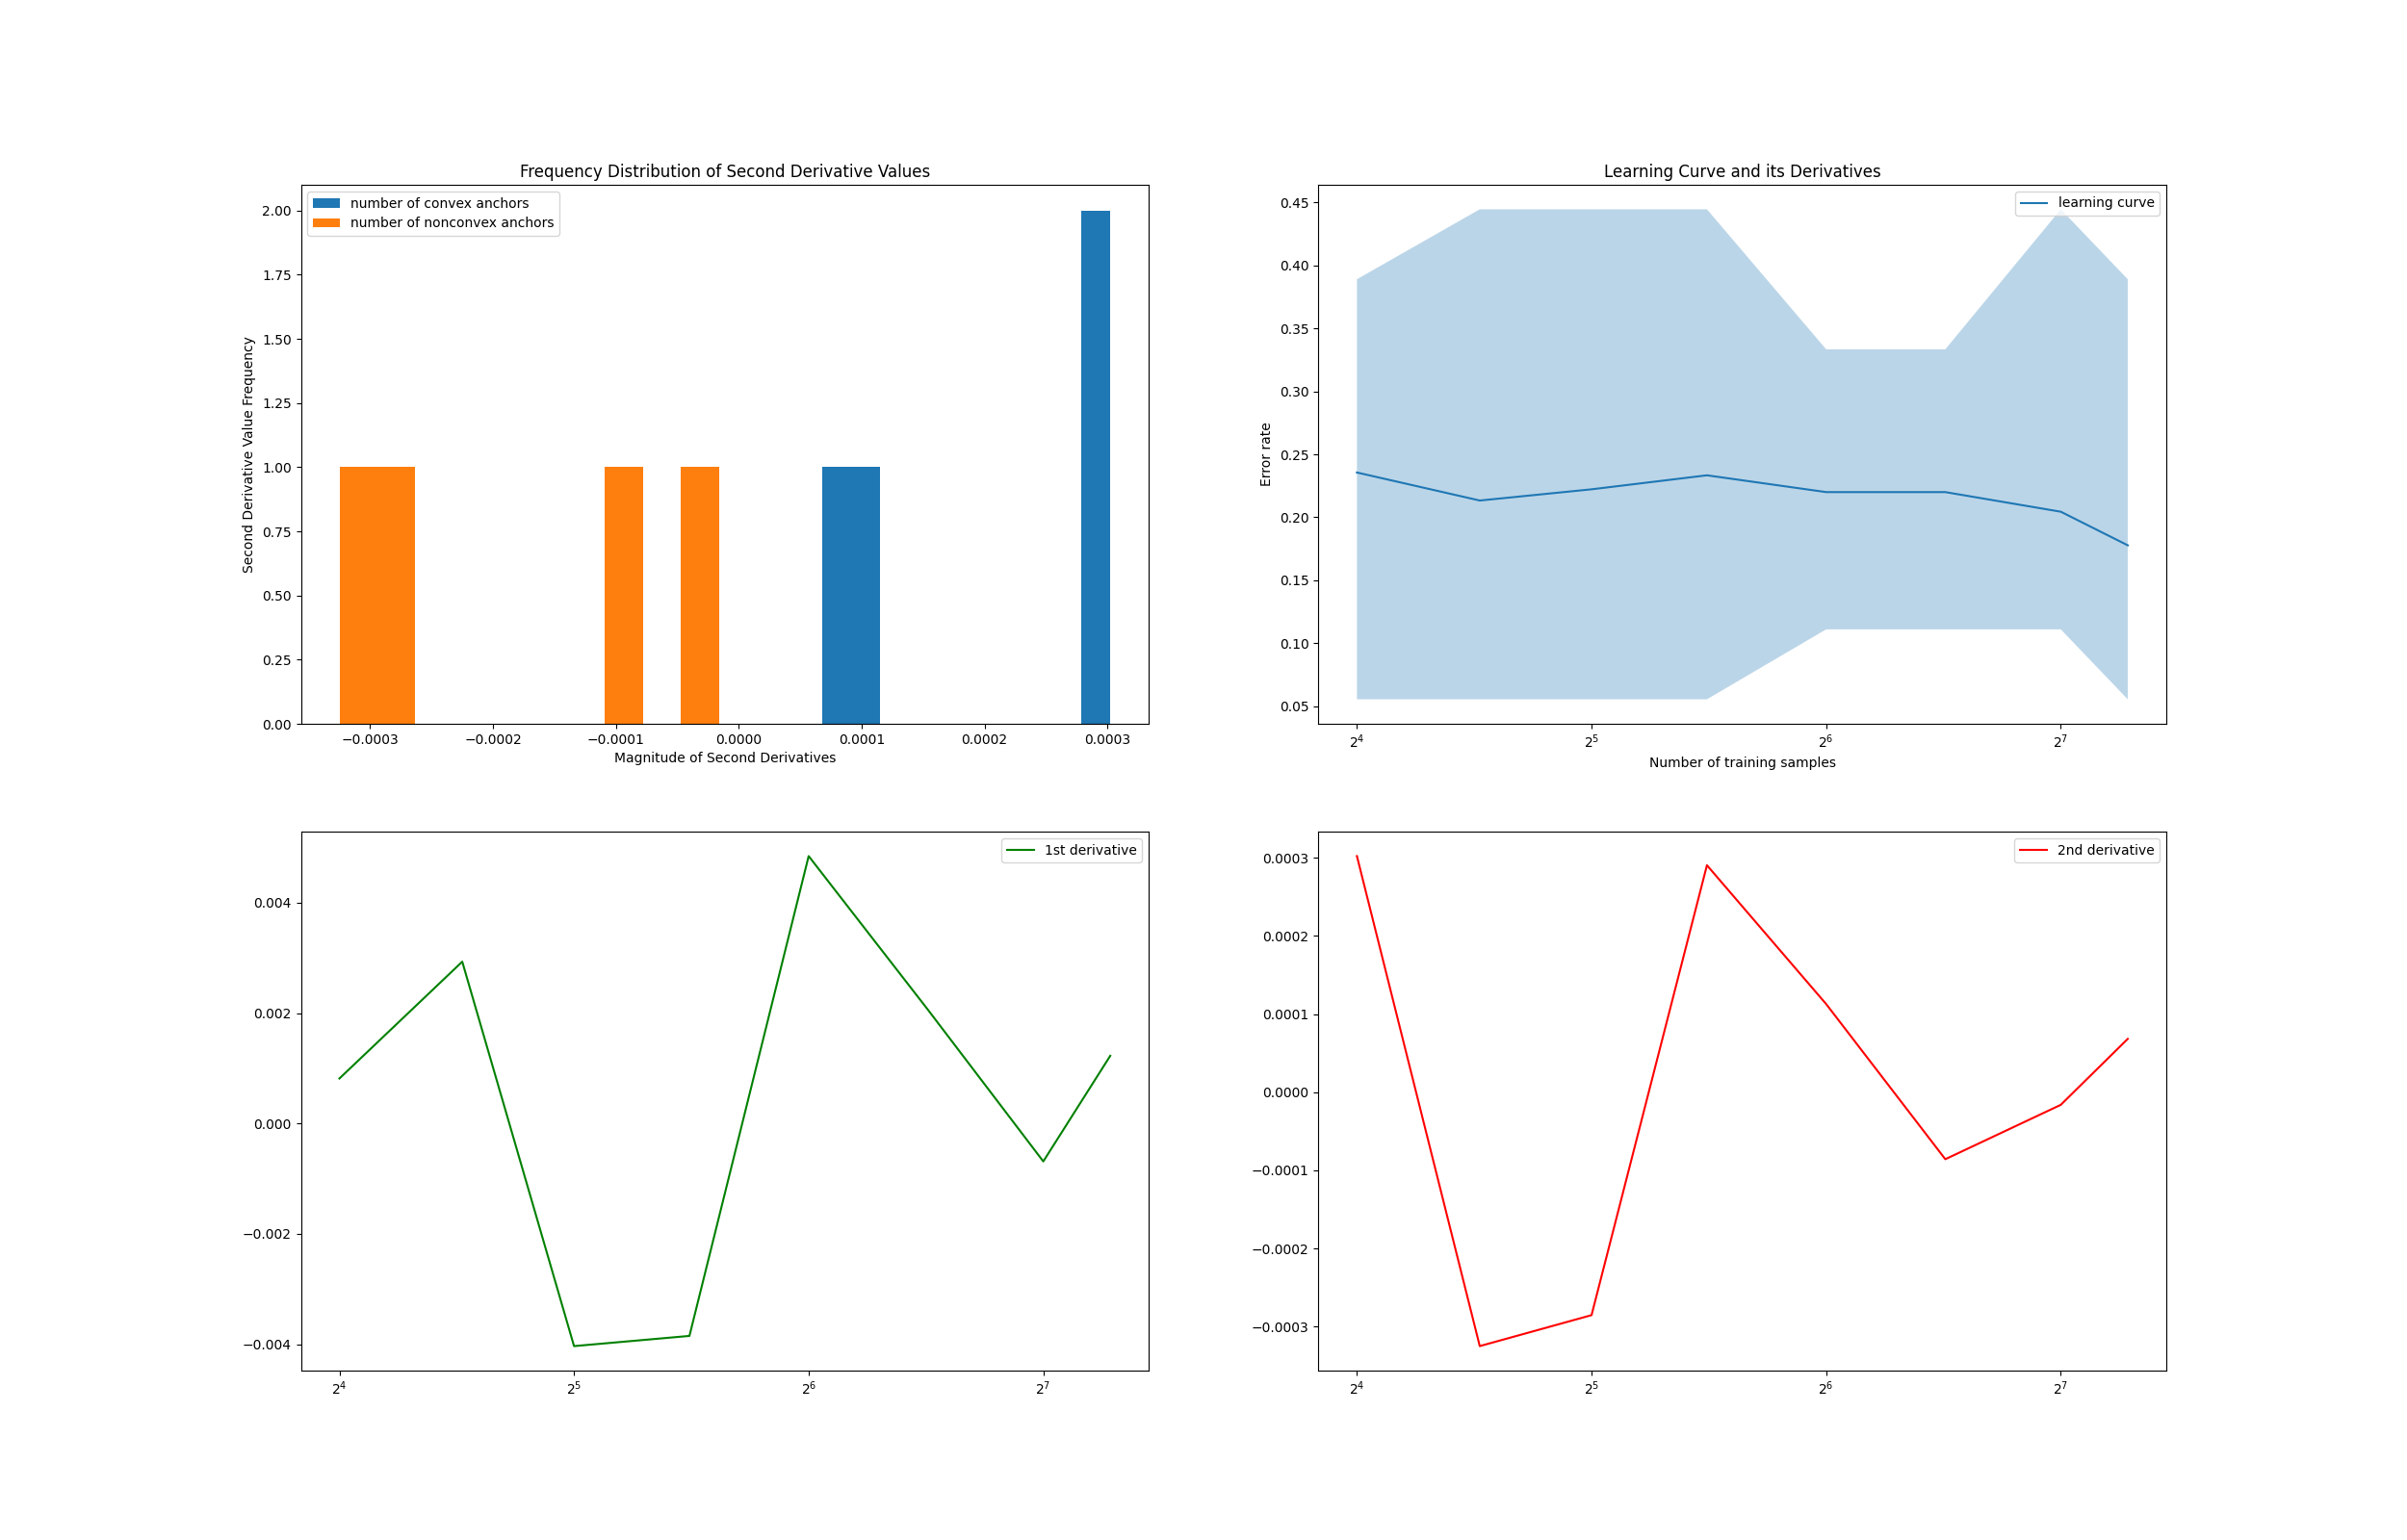 Frequency Distribution of Second Derivative Values
number of convex anchors
number of nonconvex anchors
2.00
1.75
1.50
1.25
1.00
0.75
0.50
0.25
0.00
Second Derivative Value Frequency
−0.0003 −0.0002 −0.0001 0.0000 0.0001 0.0002 0.0003
Magnitude of Second Derivatives
Learning Curve and its Derivatives
learning curve
0.45
0.40
0.35
0.30
0.25
0.20
0.15
0.10
0.05
Error rate
2⁴ 2⁵ 2⁶ 2⁷
Number of training samples
1st derivative
0.004
0.002
0.000
−0.002
−0.004
2⁴ 2⁵ 2⁶ 2⁷
2nd derivative
0.0003
0.0002
0.0001
0.0000
−0.0001
−0.0002
−0.0003
2⁴ 2⁵ 2⁶ 2⁷